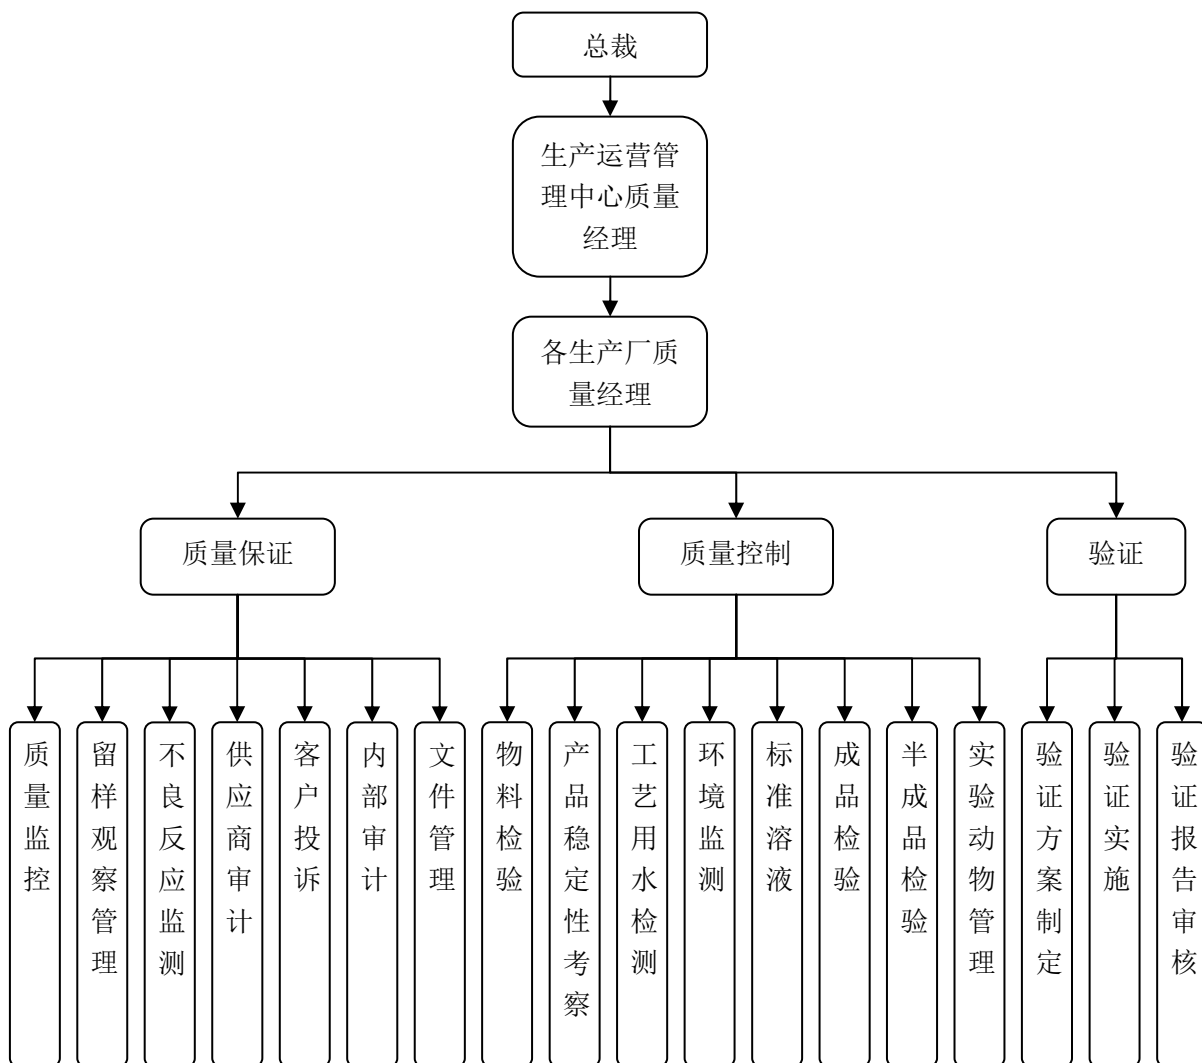 总裁
生产运营管
理中心质量
经理
各生产厂质
量经理
质量保证
质量控制
验证
质量监控
留样观察管理
不良反应监测
供应商审计
客户投诉
内部审计
文件管理
物料检验
产品稳定性考察
工艺用水检测
环境监测
标准溶液
成品检验
半成品检验
实验动物管理
验证方案制定
验证实施
验证报告审核